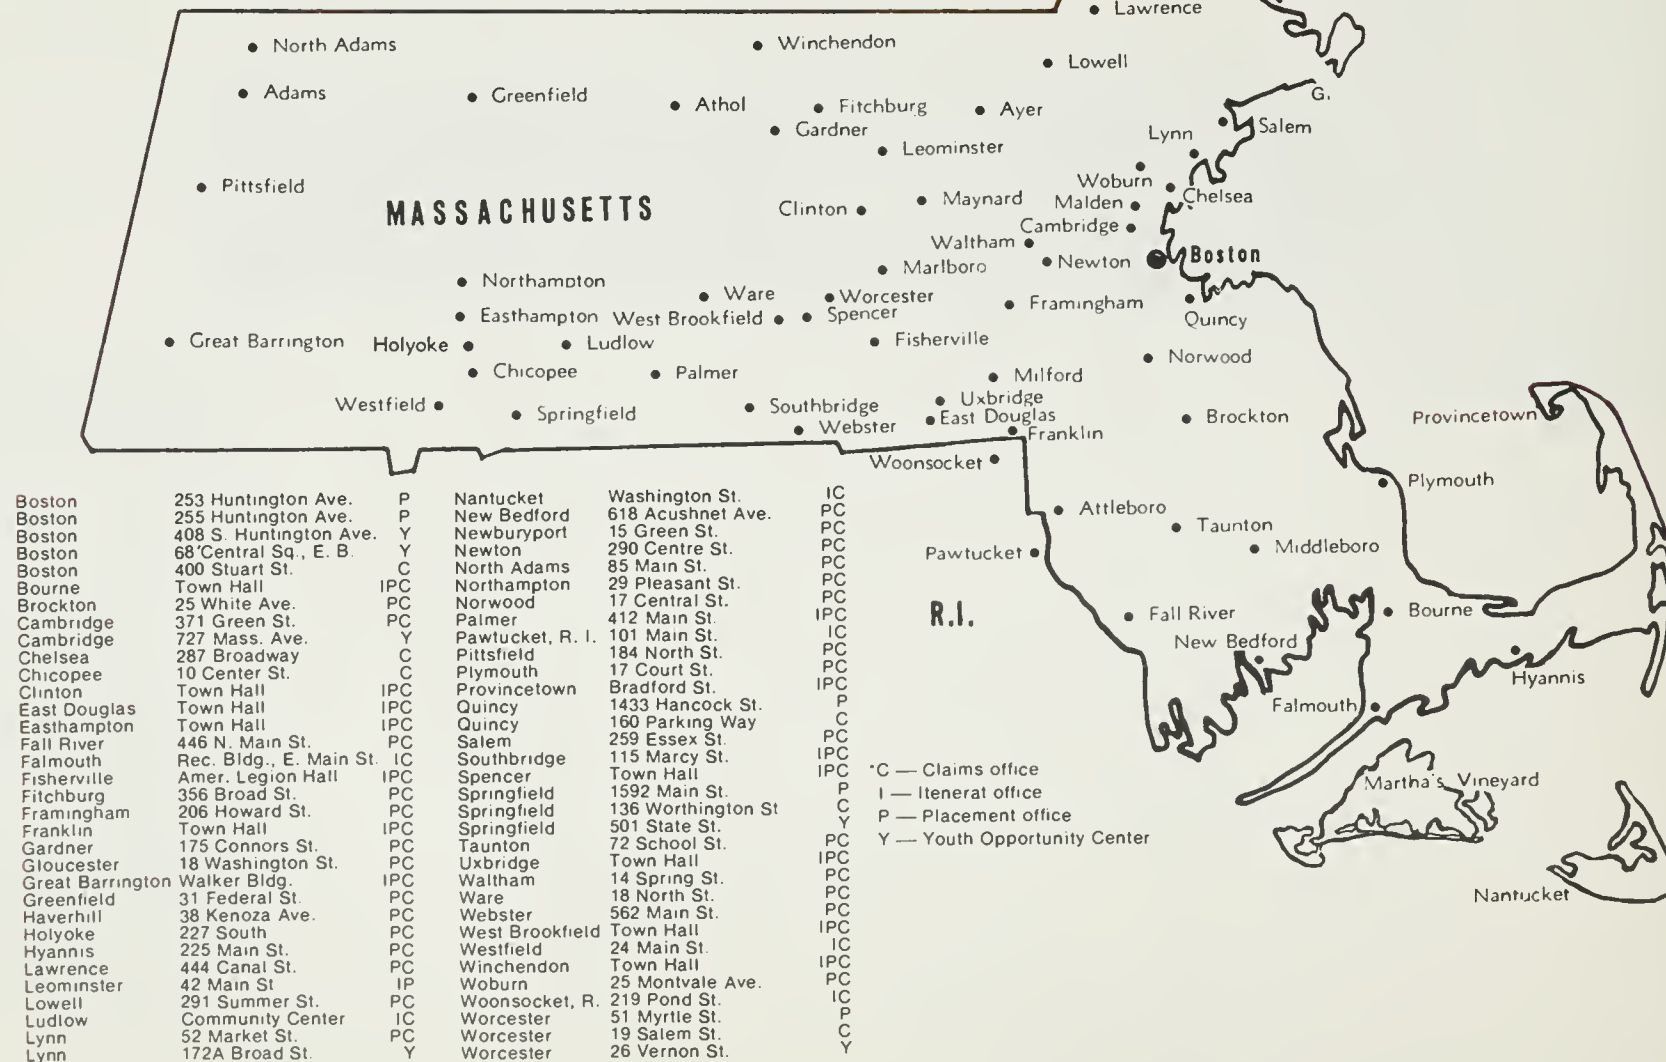 Lawrence
North Adams
Winchendon
Lowell
Adams
Greenfield
Athol
Fitchburg
Ayer
G.
Gardner
Salem
Lynn
Leominster
Pittsfield
Woburn
MASSACHUSETTS
Clinton
Maynard
Malden
Chelsea
Cambridge
Waltham
Boston
Marlboro
Newton
Northampton
Ware
Worcester
Framingham
Easthampton
West Brookfield
Spencer
Quincy
Great Barrington
Holyoke
Ludlow
Fisherville
Norwood
Chicopee
Palmer
Milford
Westfield
Springfield
Southbridge
Uxbridge
East Douglas
Brockton
Provincetown
Webster
Franklin
Woonsocket
Plymouth
Attleboro
Taunton
Pawtucket
Middleboro
R.I.
Fall River
Bourne
New Bedford
Hyannis
Falmouth
Martha's Vineyard
Nantucket
Boston 253 Huntington Ave. P
Boston 255 Huntington Ave. P
Boston 408 S. Huntington Ave. Y
Boston 68 Central Sq., E. B. Y
Boston 400 Stuart St. C
Bourne Town Hall IPC
Brockton 25 White Ave. PC
Cambridge 371 Green St. PC
Cambridge 727 Mass. Ave. Y
Chelsea 287 Broadway C
Chicopee 10 Center St. C
Clinton Town Hall IPC
East Douglas Town Hall IPC
Easthampton Town Hall IPC
Fall River 446 N. Main St. PC
Falmouth Rec. Bldg., E. Main St. IC
Fisherville Amer. Legion Hall IPC
Fitchburg 356 Broad St. PC
Framingham 206 Howard St. PC
Franklin Town Hall IPC
Gardner 175 Connors St. PC
Gloucester 18 Washington St. PC
Great Barrington Walker Bldg. IPC
Greenfield 31 Federal St. PC
Haverhill 38 Kenoza Ave. PC
Holyoke 227 South PC
Hyannis 225 Main St. PC
Lawrence 444 Canal St. PC
Leominster 42 Main St IP
Lowell 291 Summer St. PC
Ludlow Community Center IC
Lynn 52 Market St. PC
Lynn 172A Broad St. Y
Nantucket Washington St. IC
New Bedford 618 Acushnet Ave. PC
Newburyport 15 Green St. PC
Newton 290 Centre St. PC
North Adams 85 Main St. PC
Northampton 29 Pleasant St. PC
Norwood 17 Central St. PC
Palmer 412 Main St. IPC
Pawtucket, R. I. 101 Main St. IC
Pittsfield 184 North St. PC
Plymouth 17 Court St. PC
Provincetown Bradford St. IPC
Quincy 1433 Hancock St. P
Quincy 160 Parking Way C
Salem 259 Essex St. PC
Southbridge 115 Marcy St. IPC
Spencer Town Hall IPC
Springfield 1592 Main St. P
Springfield 136 Worthington St C
Springfield 501 State St. Y
Taunton 72 School St. PC
Uxbridge Town Hall IPC
Waltham 14 Spring St. PC
Ware 18 North St. PC
Webster 562 Main St. PC
West Brookfield Town Hall IPC
Westfield 24 Main St. IC
Winchendon Town Hall IPC
Woburn 25 Montvale Ave. PC
Woonsocket, R. 219 Pond St. IC
Worcester 51 Myrtle St. P
Worcester 19 Salem St. C
Worcester 26 Vernon St. Y
*C — Claims office
I — Itenerat office
P — Placement office
Y — Youth Opportunity Center